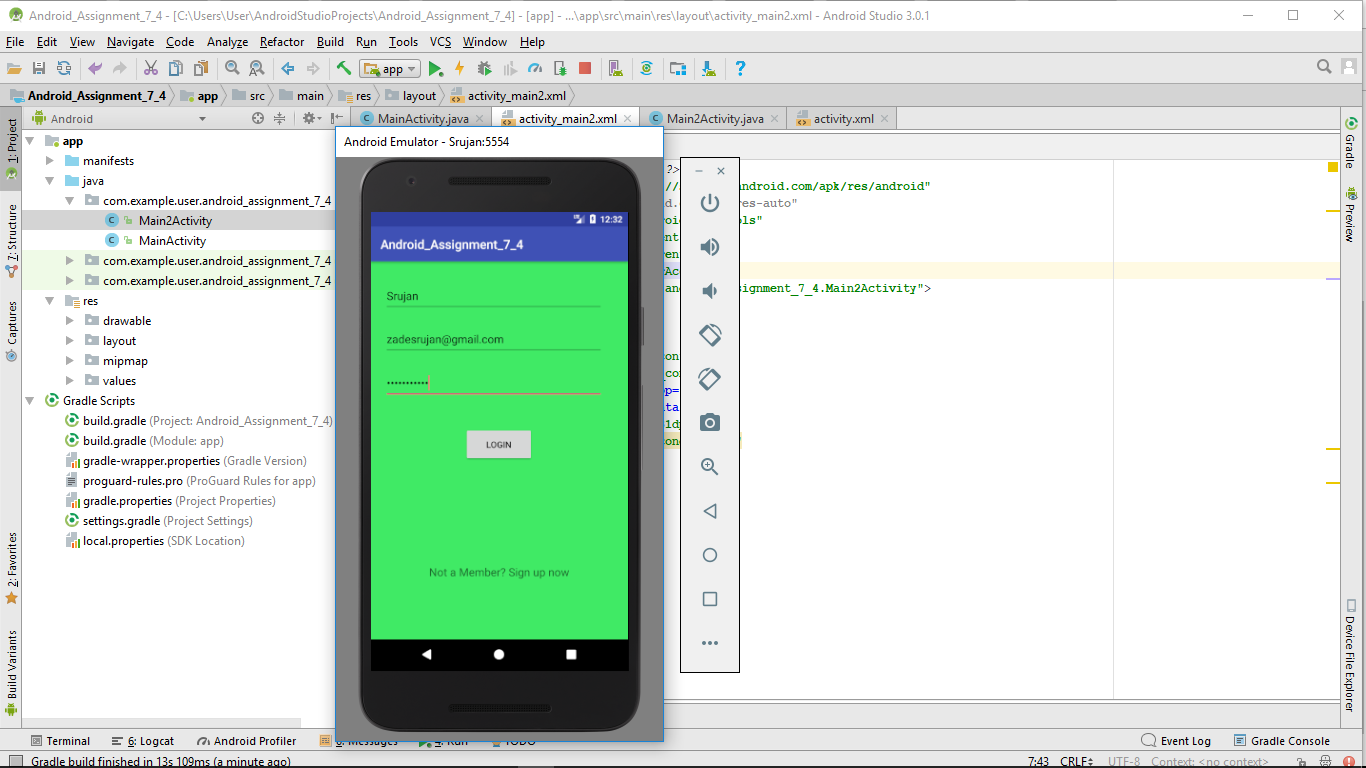 Android_Assignment_7_4 - [C:\Users\User\AndroidStudioProjects\Android_Assignment_7_4] - [app] - ...\app\src\main\res\layout\activity_main2.xml - Android Studio 3.0.1
File Edit View Navigate Code Analyze Refactor Build Run Tools VCS Window Help
app
Android_Assignment_7_4 app src main res layout activity_main2.xml
Android
MainActivity.java activity_main2.xml Main2Activity.java activity.xml
1: Project
7: Structure
Captures
2: Favorites
Build Variants
app
manifests
java
com.example.user.android_assignment_7_4
Main2Activity
MainActivity
com.example.user.android_assignment_7_4
com.example.user.android_assignment_7_4
res
drawable
layout
mipmap
values
Gradle Scripts
build.gradle (Project: Android_Assignment_7_4)
build.gradle (Module: app)
gradle-wrapper.properties (Gradle Version)
proguard-rules.pro (ProGuard Rules for app)
gradle.properties (Project Properties)
settings.gradle (Project Settings)
local.properties (SDK Location)
Android Emulator - Srujan:5554
12:32
Android_Assignment_7_4
Srujan
zadesrujan@gmail.com
•••••••••••
LOGIN
Not a Member? Sign up now
?>
ndroid.com/apk/res/android"
res-auto"
ols"
signment_7_4.Main2Activity">
Gradle
Preview
Device File Explorer
Terminal 6: Logcat Android Profiler Messages 4: Run TODO Event Log Gradle Console
Gradle build finished in 13s 109ms (a minute ago) 7:43 CRLF UTF-8 Context: <no context>